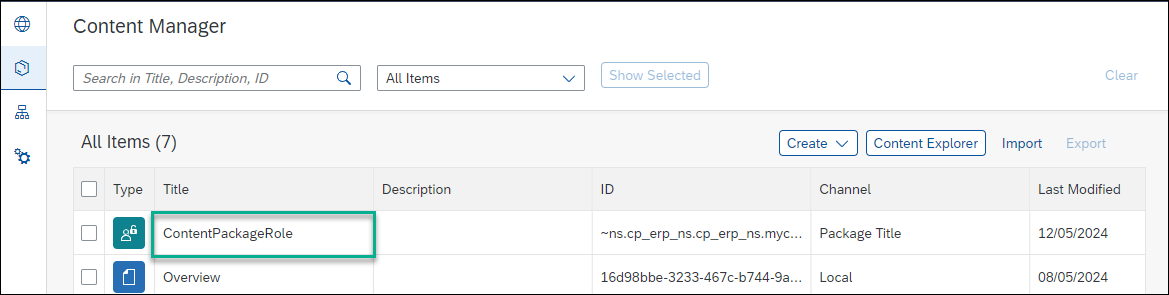 Content Manager
Search in Title, Description, ID
All Items
Show Selected
Clear
All Items (7)
Create
Content Explorer
Import
Export
Type Title Description ID Channel Last Modified
ContentPackageRole ~ns.cp_erp_ns.cp_erp_ns.myc... Package Title 12/05/2024
Overview 16d98bbe-3233-467c-b744-9a... Local 08/05/2024